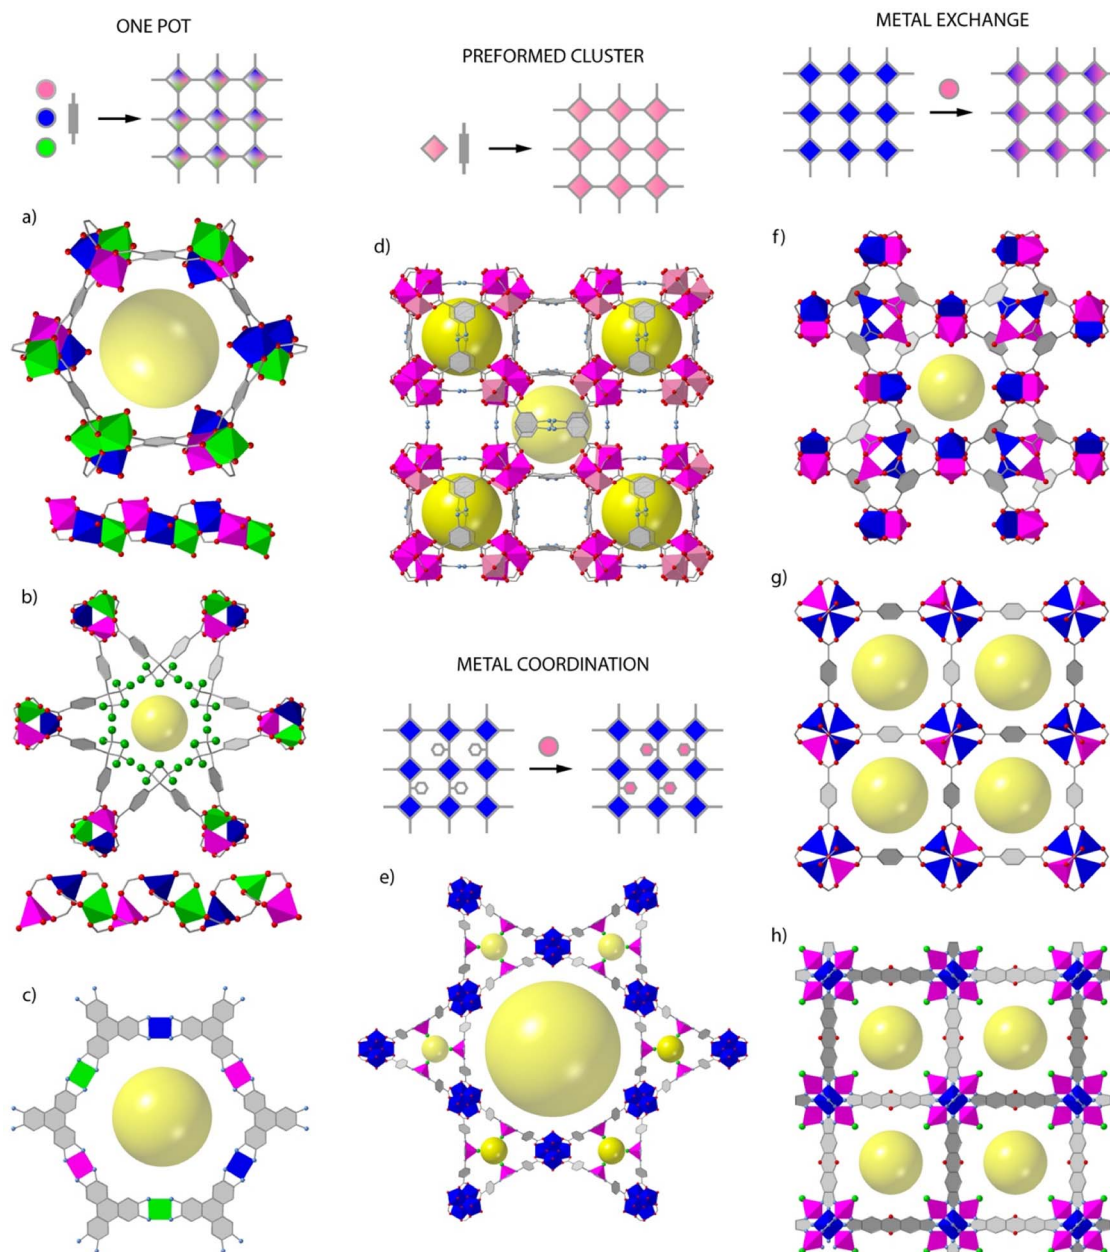 ONE POT
a)
b)
c)
PREFORMED CLUSTER
d)
METAL COORDINATION
e)
METAL EXCHANGE
f)
g)
h)